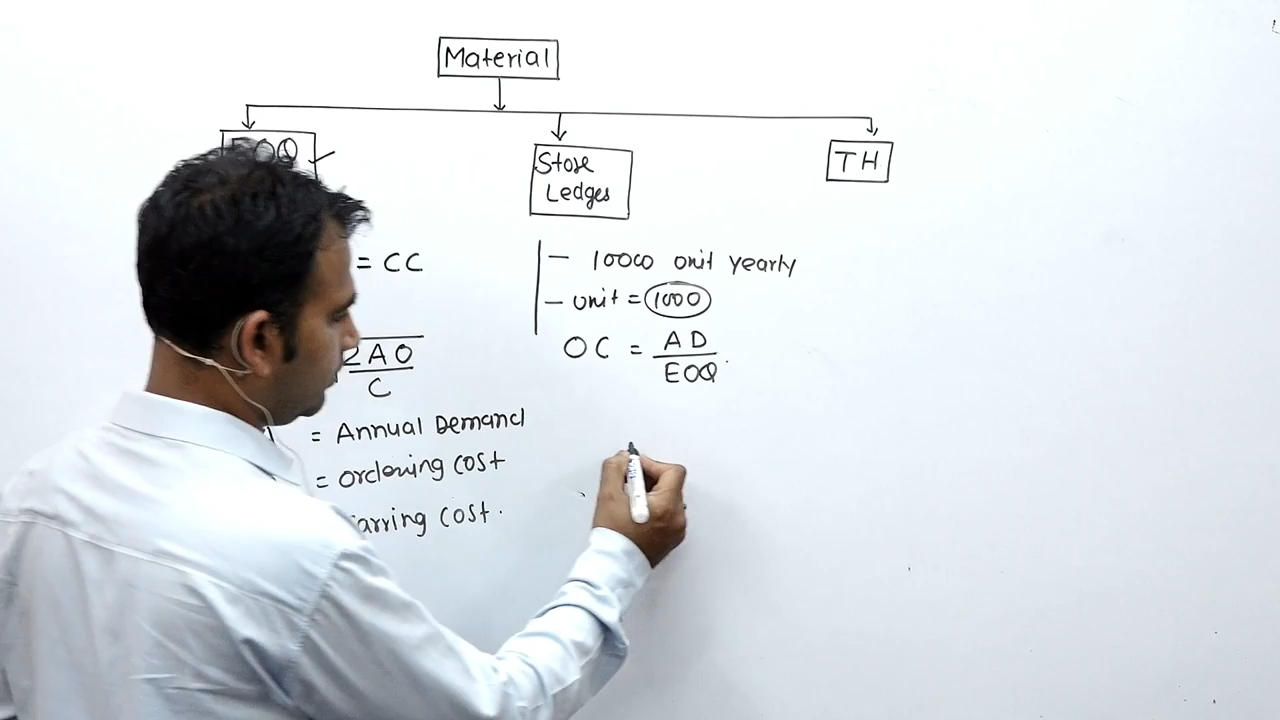 Material
EOQ
Store
Ledges
TH
= CC
2AO
C
= Annual Demand
= ordering cost
carring cost.
- 10000 unit yearly
- unit = 1000
OC = AD
EOQ.